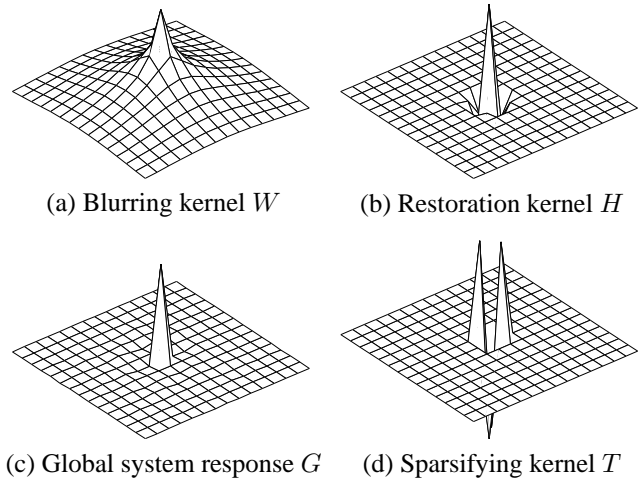 (a) Blurring kernel W
(b) Restoration kernel H
(c) Global system response G
(d) Sparsifying kernel T